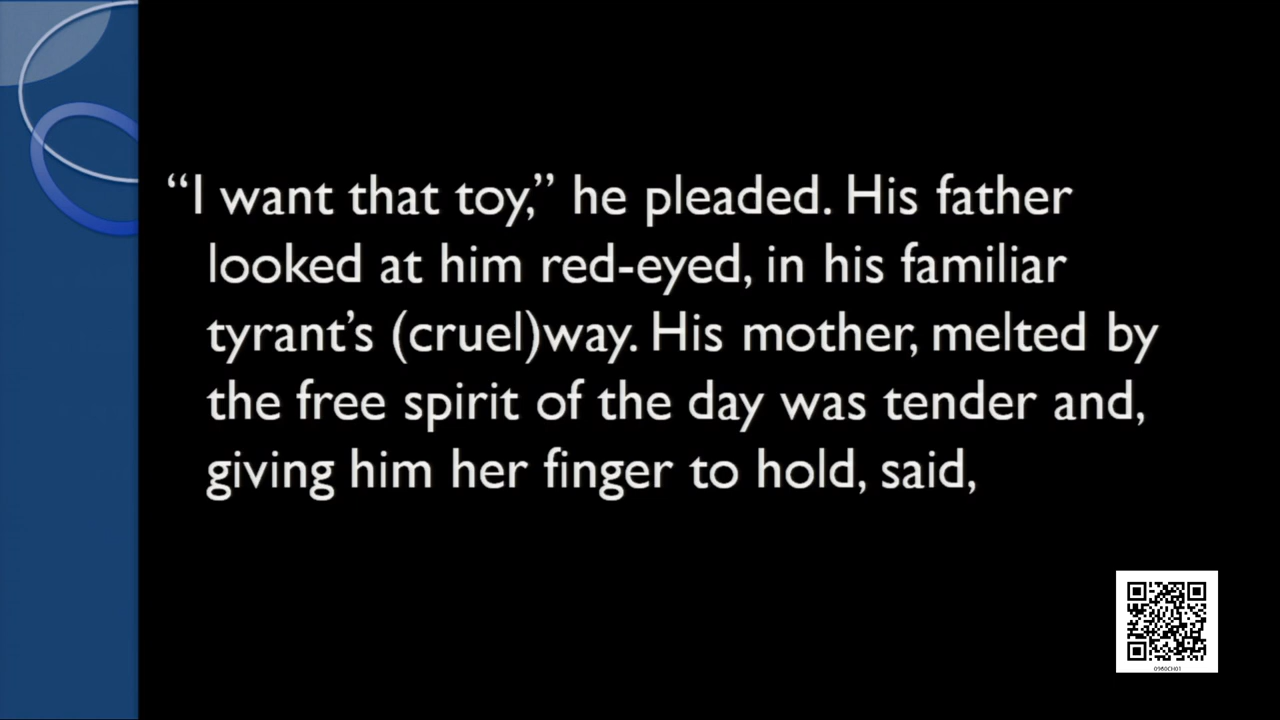 “I want that toy,” he pleaded. His father
looked at him red-eyed, in his familiar
tyrant’s (cruel)way. His mother, melted by
the free spirit of the day was tender and,
giving him her finger to hold, said,
0960CH01